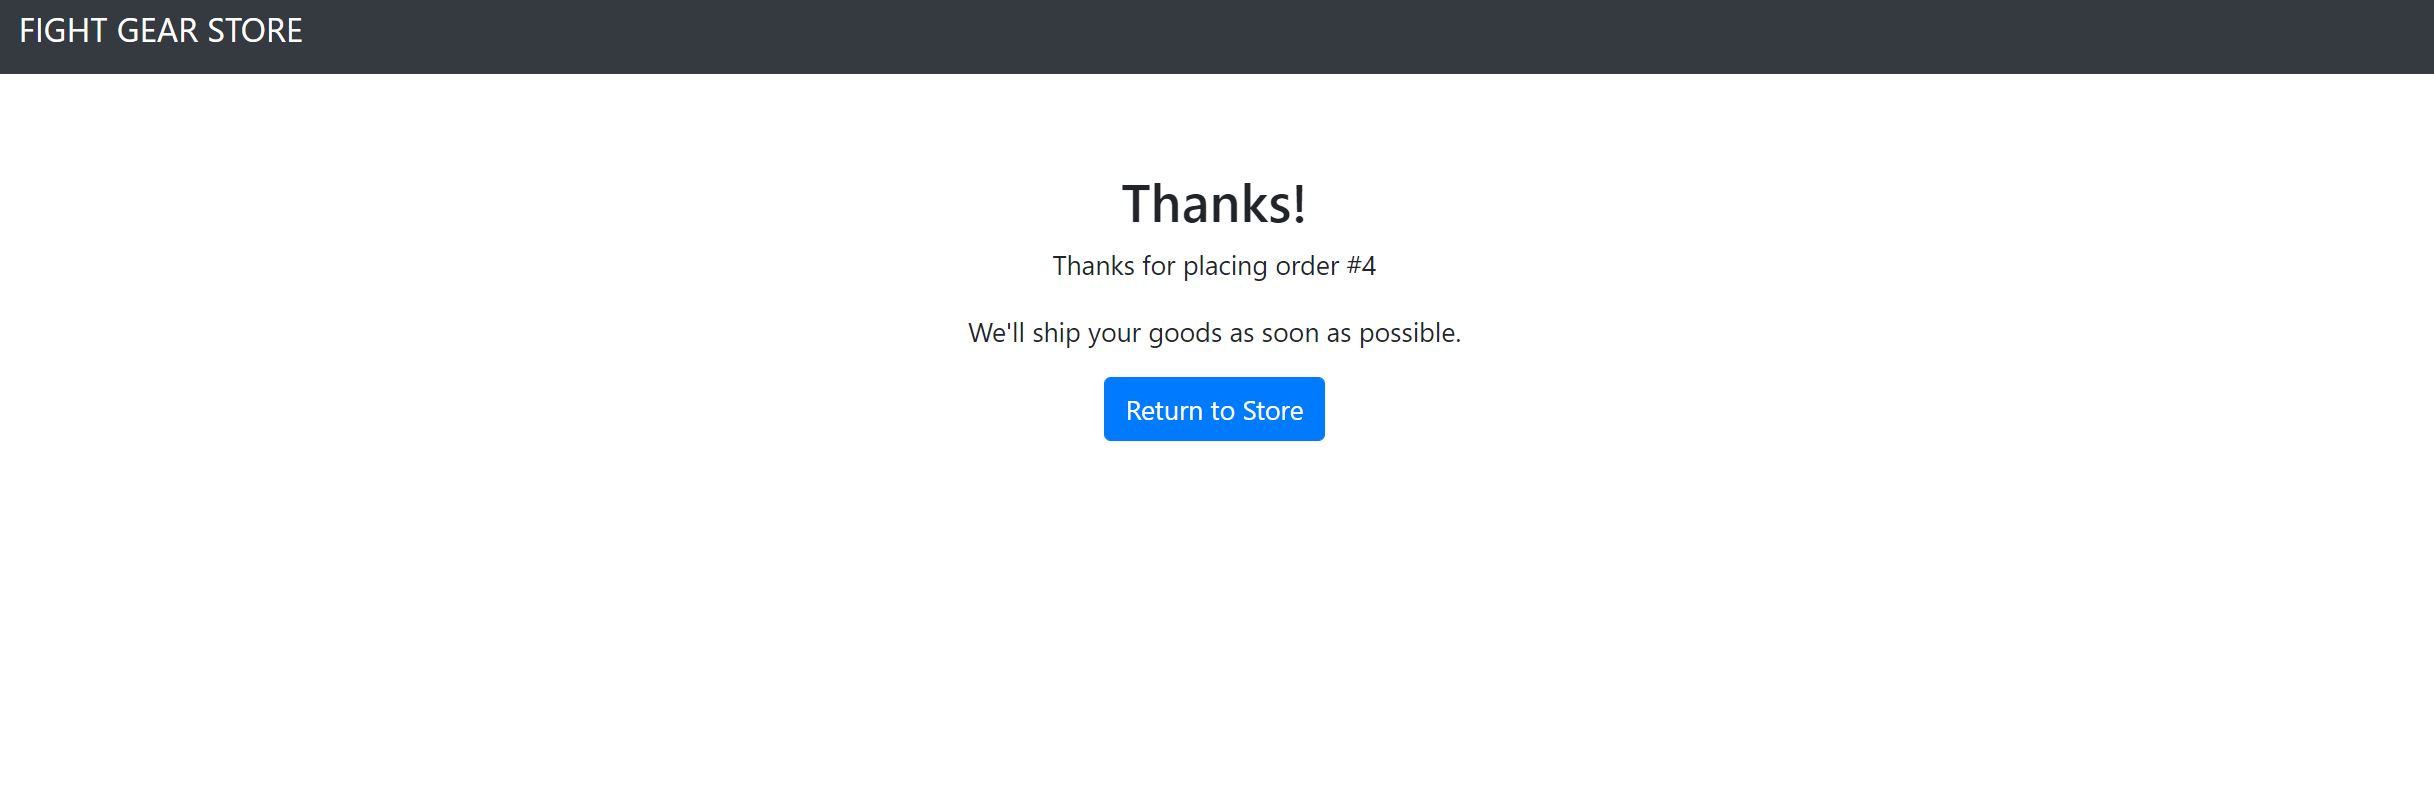 FIGHT GEAR STORE
Thanks!
Thanks for placing order #4
We'll ship your goods as soon as possible.
Return to Store